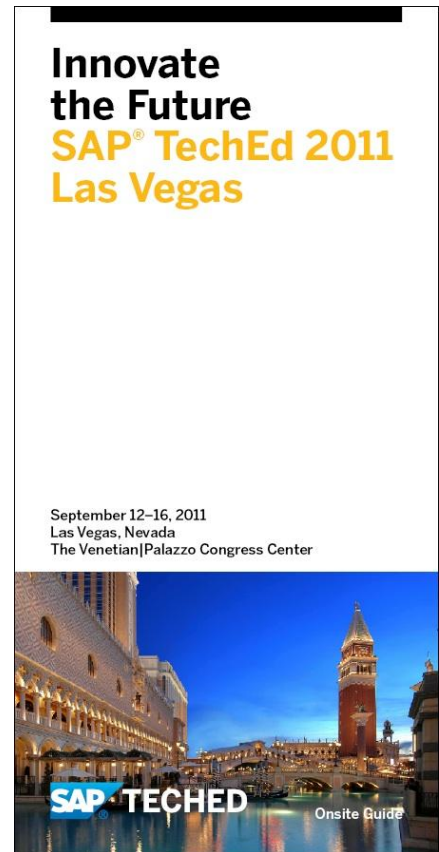 Innovate
the Future
SAP® TechEd 2011
Las Vegas
September 12–16, 2011
Las Vegas, Nevada
The Venetian|Palazzo Congress Center
SAP® TECHED
Onsite Guide